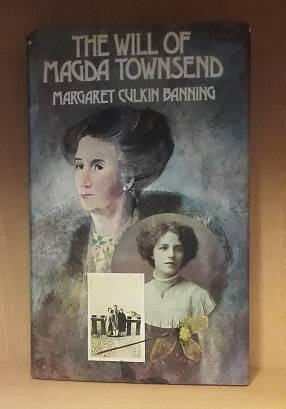 THE WILL OF
MAGDA TOWNSEND
MARGARET CULKIN BANNING